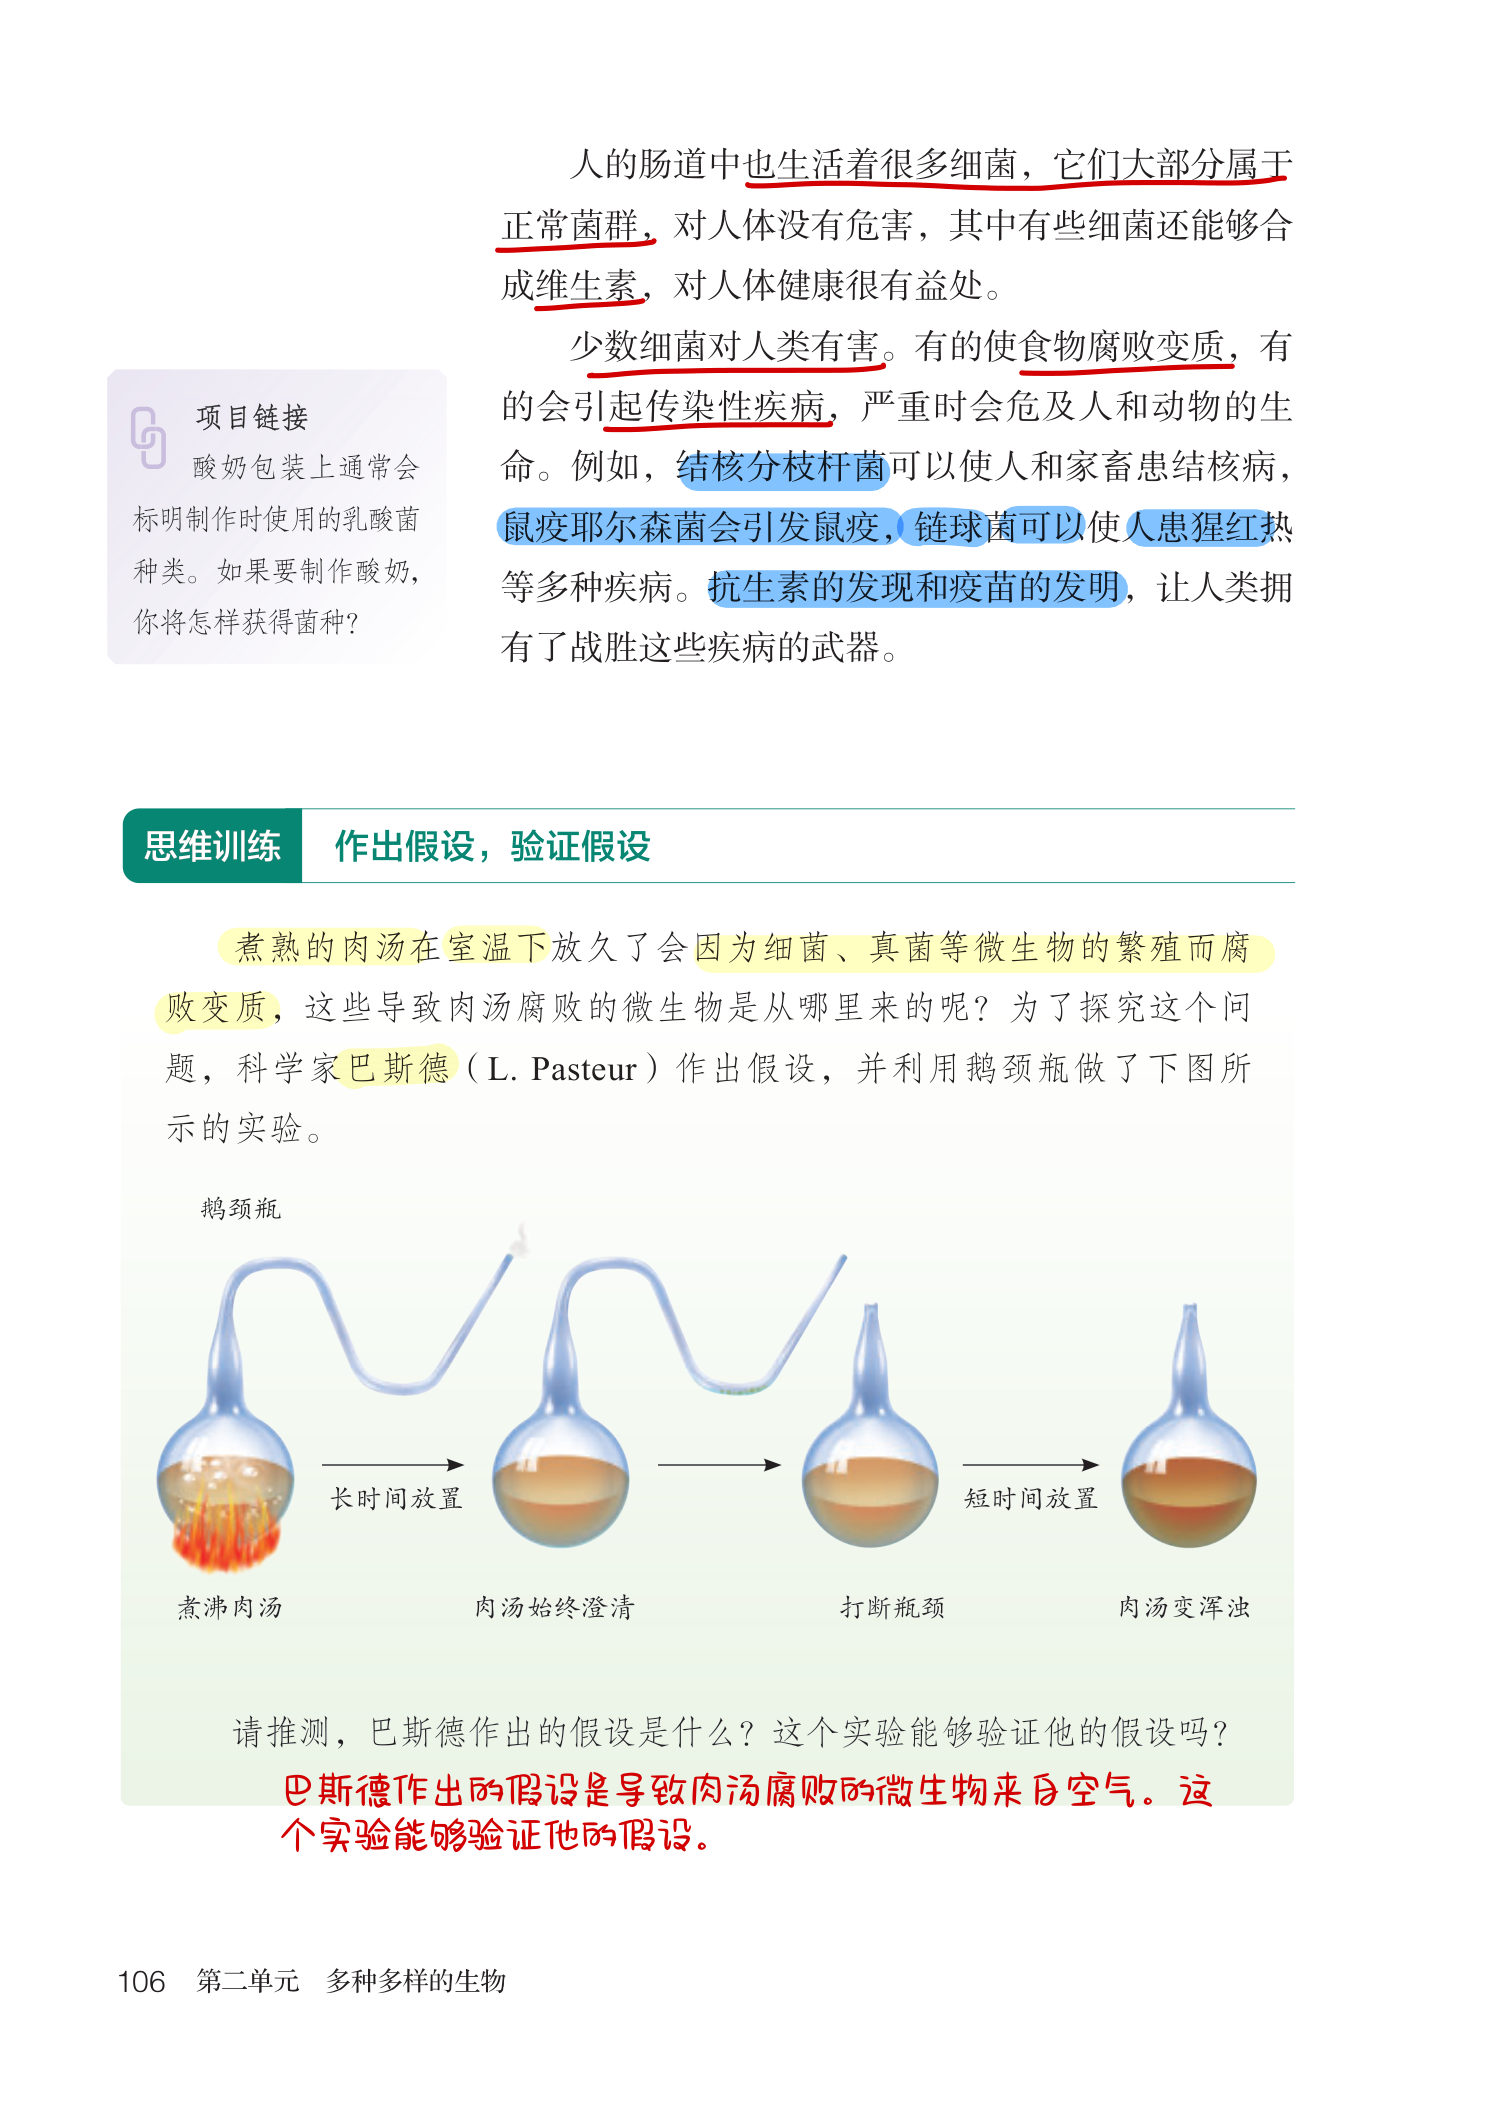 人的肠道中也生活着很多细菌，它们大部分属于
正常菌群，对人体没有危害，其中有些细菌还能够合
成维生素，对人体健康很有益处。
少数细菌对人类有害。有的使食物腐败变质，有
的会引起传染性疾病，严重时会危及人和动物的生
命。例如，结核分枝杆菌可以使人和家畜患结核病，
鼠疫耶尔森菌会引发鼠疫，链球菌可以使人患猩红热
等多种疾病。抗生素的发现和疫苗的发明，让人类拥
有了战胜这些疾病的武器。
项目链接
酸奶包装上通常会
标明制作时使用的乳酸菌
种类。如果要制作酸奶，
你将怎样获得菌种？
思维训练 作出假设，验证假设
煮熟的肉汤在室温下放久了会因为细菌、真菌等微生物的繁殖而腐
败变质，这些导致肉汤腐败的微生物是从哪里来的呢？为了探究这个问
题，科学家巴斯德（L. Pasteur）作出假设，并利用鹅颈瓶做了下图所
示的实验。
鹅颈瓶
长时间放置
短时间放置
煮沸肉汤
肉汤始终澄清
打断瓶颈
肉汤变浑浊
请推测，巴斯德作出的假设是什么？这个实验能够验证他的假设吗？
巴斯德作出的假设是导致肉汤腐败的微生物来自空气。这
个实验能够验证他的假设。
106 第二单元 多种多样的生物